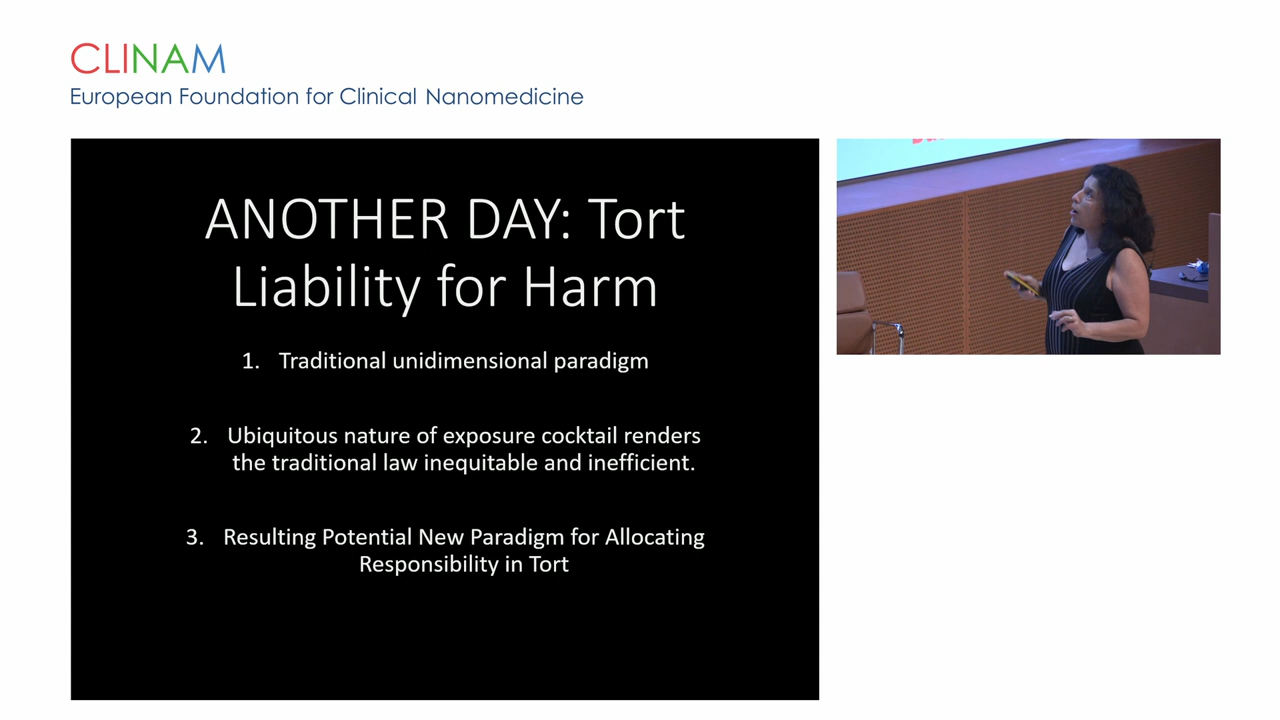 CLINAM
European Foundation for Clinical Nanomedicine
ANOTHER DAY: Tort
Liability for Harm
1. Traditional unidimensional paradigm
2. Ubiquitous nature of exposure cocktail renders
the traditional law inequitable and inefficient.
3. Resulting Potential New Paradigm for Allocating
Responsibility in Tort